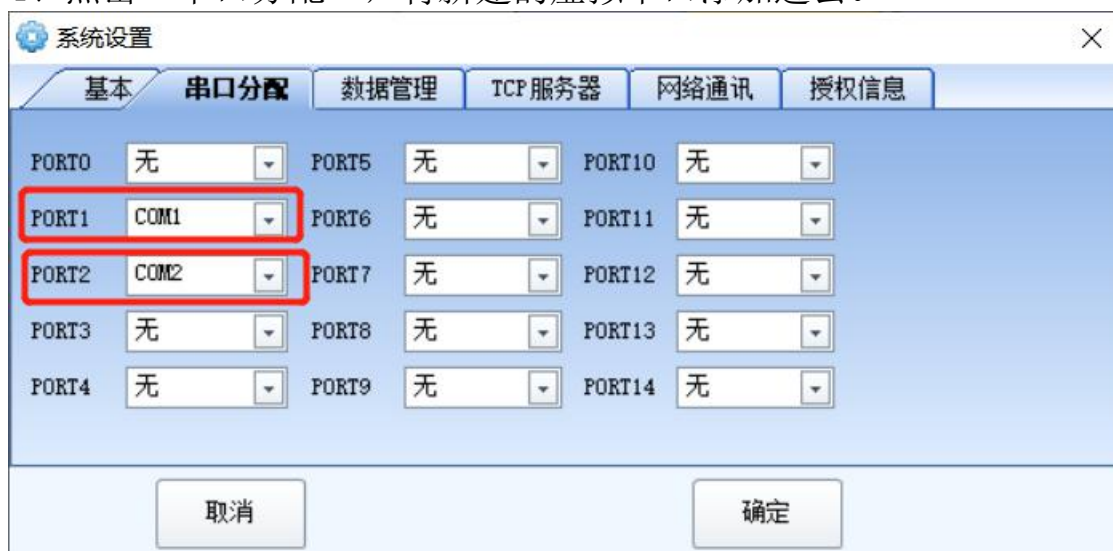 系统设置
基本 串口分配 数据管理 TCP服务器 网络通讯 授权信息
PORT0 无 PORT5 无 PORT10 无
PORT1 COM1 PORT6 无 PORT11 无
PORT2 COM2 PORT7 无 PORT12 无
PORT3 无 PORT8 无 PORT13 无
PORT4 无 PORT9 无 PORT14 无
取消 确定